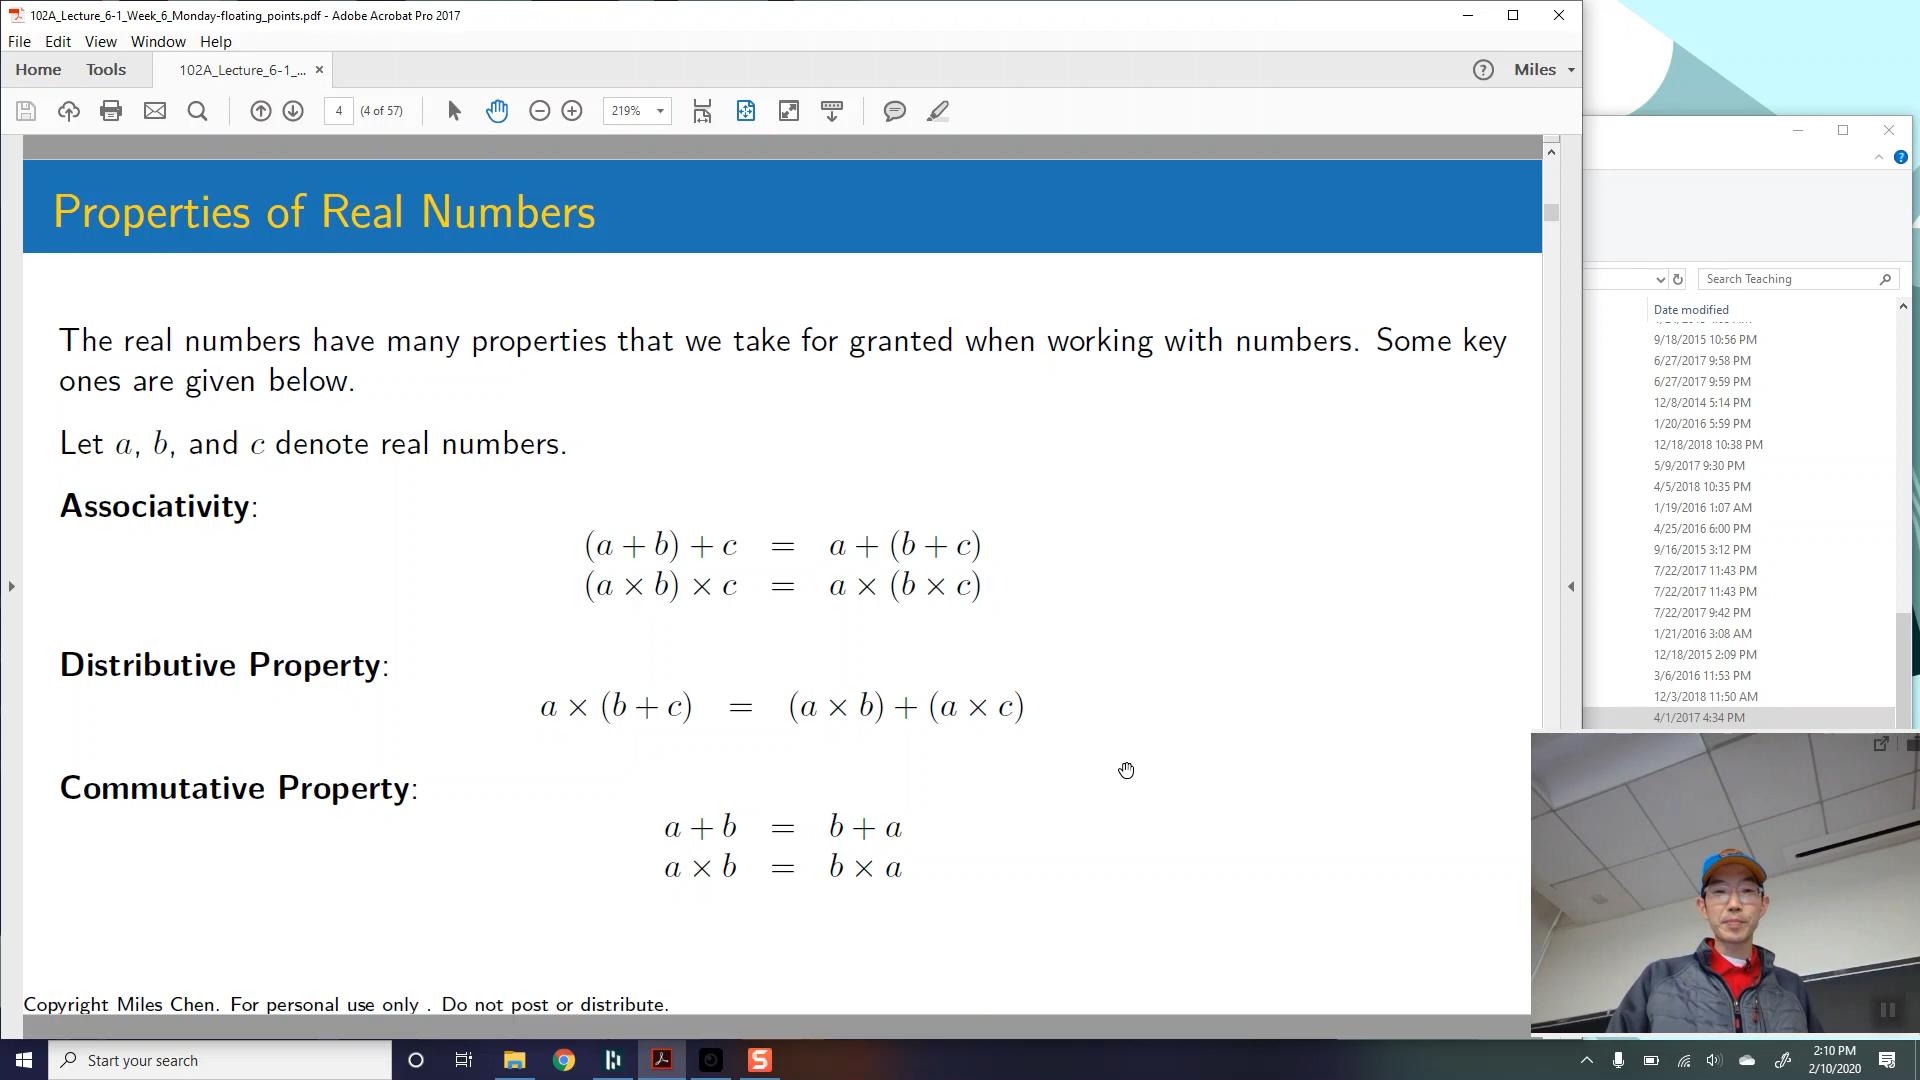 102A_Lecture_6-1_Week_6_Monday-floating_points.pdf - Adobe Acrobat Pro 2017
File Edit View Window Help
Home Tools 102A_Lecture_6-1_... × Miles
4 (4 of 57) 219%
Properties of Real Numbers
The real numbers have many properties that we take for granted when working with numbers. Some key
ones are given below.
Let a, b, and c denote real numbers.
Associativity:
(a + b) + c = a + (b + c)
(a × b) × c = a × (b × c)
Distributive Property:
a × (b + c) = (a × b) + (a × c)
Commutative Property:
a + b = b + a
a × b = b × a
Copyright Miles Chen. For personal use only . Do not post or distribute.
Search Teaching
Date modified
9/18/2015 10:56 PM
6/27/2017 9:58 PM
6/27/2017 9:59 PM
12/8/2014 5:14 PM
1/20/2016 5:59 PM
12/18/2018 10:38 PM
5/9/2017 9:30 PM
4/5/2018 10:35 PM
1/19/2016 1:07 AM
4/25/2016 6:00 PM
9/16/2015 3:12 PM
7/22/2017 11:43 PM
7/22/2017 11:43 PM
7/22/2017 9:42 PM
1/21/2016 3:08 AM
12/18/2015 2:09 PM
3/6/2016 11:53 PM
12/3/2018 11:50 AM
4/1/2017 4:34 PM
Start your search
2:10 PM
2/10/2020